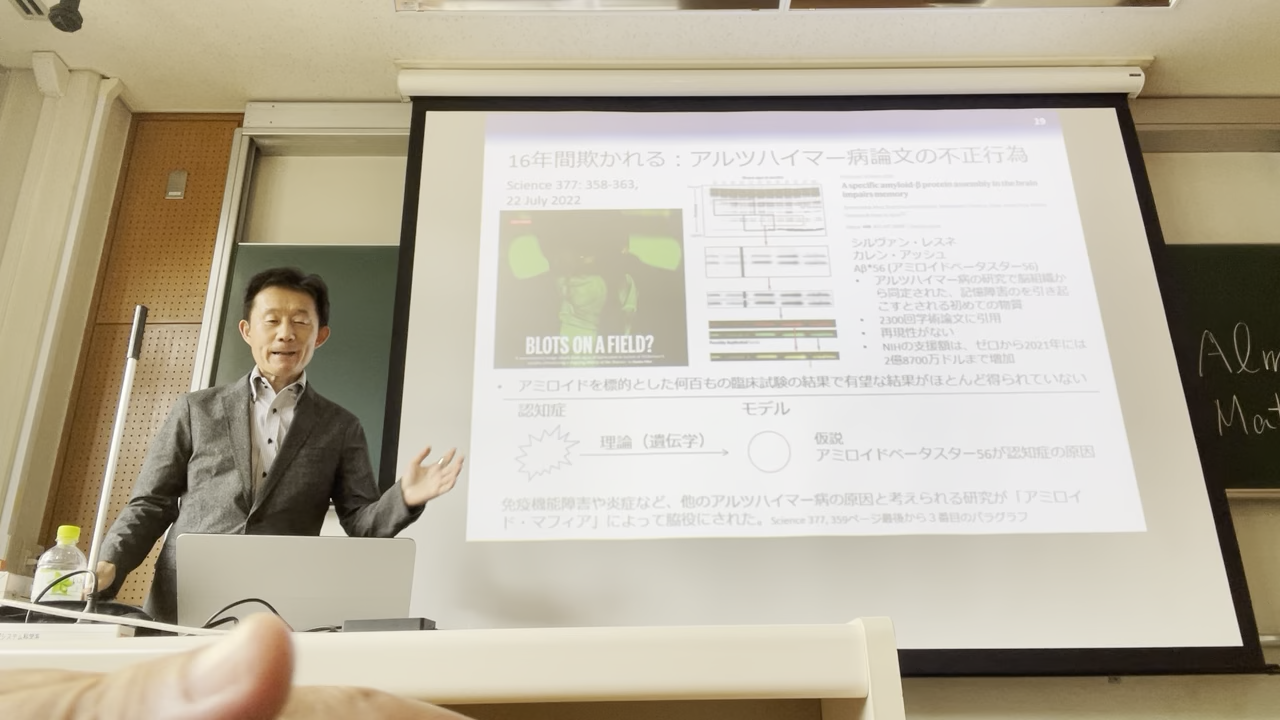 29
16年間欺かれる：アルツハイマー病論文の不正行為
Science 377: 358-363,
22 July 2022
BLOTS ON A FIELD?
A specific amyloid-β protein assembly in the brain
impairs memory
シルヴァン・レスネ
カレン・アッシュ
Aβ*56 (アミロイドベータスター56)
• アルツハイマー病の研究で脳組織か
ら同定された、記憶障害のを引き起
こすとされる初めての物質
• 2300回学術論文に引用
• 再現性がない
• NIHの支援額は、ゼロから2021年には
2億8700万ドルまで増加
• アミロイドを標的とした何百もの臨床試験の結果で有望な結果がほとんど得られていない
認知症
モデル
理論（遺伝学）
仮説
アミロイドベータスター56が認知症の原因
免疫機能障害や炎症など、他のアルツハイマー病の原因と考えられる研究が「アミロイ
ド・マフィア」によって脇役にされた。Science 377, 359ページ最後から３番目のパラグラフ
Alm
Mat